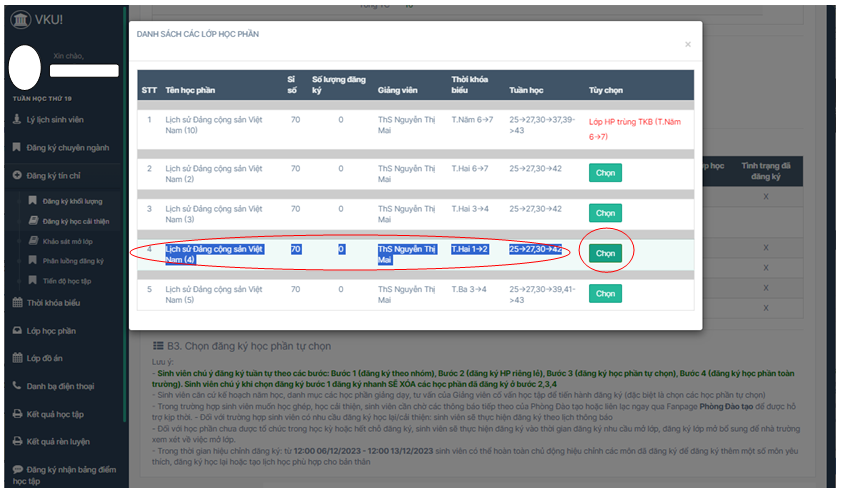 VKU!
Xin chào,
TUẦN HỌC THỨ 19
Lý lịch sinh viên
Đăng ký chuyên ngành
Đăng ký tín chỉ
Đăng ký khối lượng
Đăng ký học cải thiện
Khảo sát mở lớp
Phân luồng đăng ký
Tiến độ học tập
Thời khóa biểu
Lớp học phần
Lớp đồ án
Danh bạ điện thoại
Kết quả học tập
Kết quả rèn luyện
Đăng ký nhận bảng điểm
học tập
DANH SÁCH CÁC LỚP HỌC PHẦN
×
STT Tên học phần Sĩ số Số lượng đăng ký Giảng viên Thời khóa biểu Tuần học Tùy chọn
1 Lịch sử Đảng cộng sản Việt Nam (10) 70 0 ThS Nguyễn Thị Mai T.Năm 6->7 25->27,30->37,39->43 Lớp HP trùng TKB (T.Năm 6->7)
2 Lịch sử Đảng cộng sản Việt Nam (2) 70 0 ThS Nguyễn Thị Mai T.Hai 6->7 25->27,30->42 Chọn
3 Lịch sử Đảng cộng sản Việt Nam (3) 70 0 ThS Nguyễn Thị Mai T.Hai 3->4 25->27,30->42 Chọn
4 Lịch sử Đảng cộng sản Việt Nam (4) 70 0 ThS Nguyễn Thị Mai T.Hai 1->2 25->27,30->42 Chọn
5 Lịch sử Đảng cộng sản Việt Nam (5) 70 0 ThS Nguyễn Thị Mai T.Ba 3->4 25->27,30->39,41->43 Chọn
học Tình trạng đã
đăng ký
X
X
X
X
X
B3. Chọn đăng ký học phần tự chọn
Lưu ý:
- Sinh viên chú ý đăng ký tuần tự theo các bước: Bước 1 (đăng ký theo nhóm), Bước 2 (đăng ký HP riêng lẻ), Bước 3 (đăng ký học phần tự chọn), Bước 4 (đăng ký học phần toàn
trường). Sinh viên chú ý khi chọn đăng ký bước 1 đăng ký nhanh SẼ XÓA các học phần đã đăng ký ở bước 2,3,4
- Sinh viên căn cứ kế hoạch năm học, danh mục các học phần giảng dạy, tư vấn của Giảng viên cố vấn học tập để tiến hành đăng ký (đặc biệt là chọn các học phần tự chọn)
- Trong trường hợp sinh viên muốn học ghép, học cải thiện, sinh viên cần chờ các thông báo tiếp theo của Phòng Đào tạo hoặc liên lạc ngay qua Fanpage Phòng Đào tạo để được hỗ
trợ kịp thời. - Đối với trường hợp sinh viên có nhu cầu đăng ký học lại/cải thiện: sinh viên sẽ thực hiện đăng ký theo lịch thông báo
- Đối với học phần chưa được tổ chức trong học kỳ hoặc hết chỗ đăng ký, sinh viên sẽ thực hiện đăng ký vào thời gian đăng ký nhu cầu mở lớp, đăng ký lớp mở bổ sung để nhà trường
xem xét về việc mở lớp.
- Trong thời gian hiệu chỉnh đăng ký: từ 12:00 06/12/2023 - 12:00 13/12/2023 sinh viên có thể hoàn toàn chủ động hiệu chỉnh các môn đã đăng ký để đăng ký thêm một số môn yêu
thích, đăng ký học lại hoặc tạo lịch học phù hợp cho bản thân